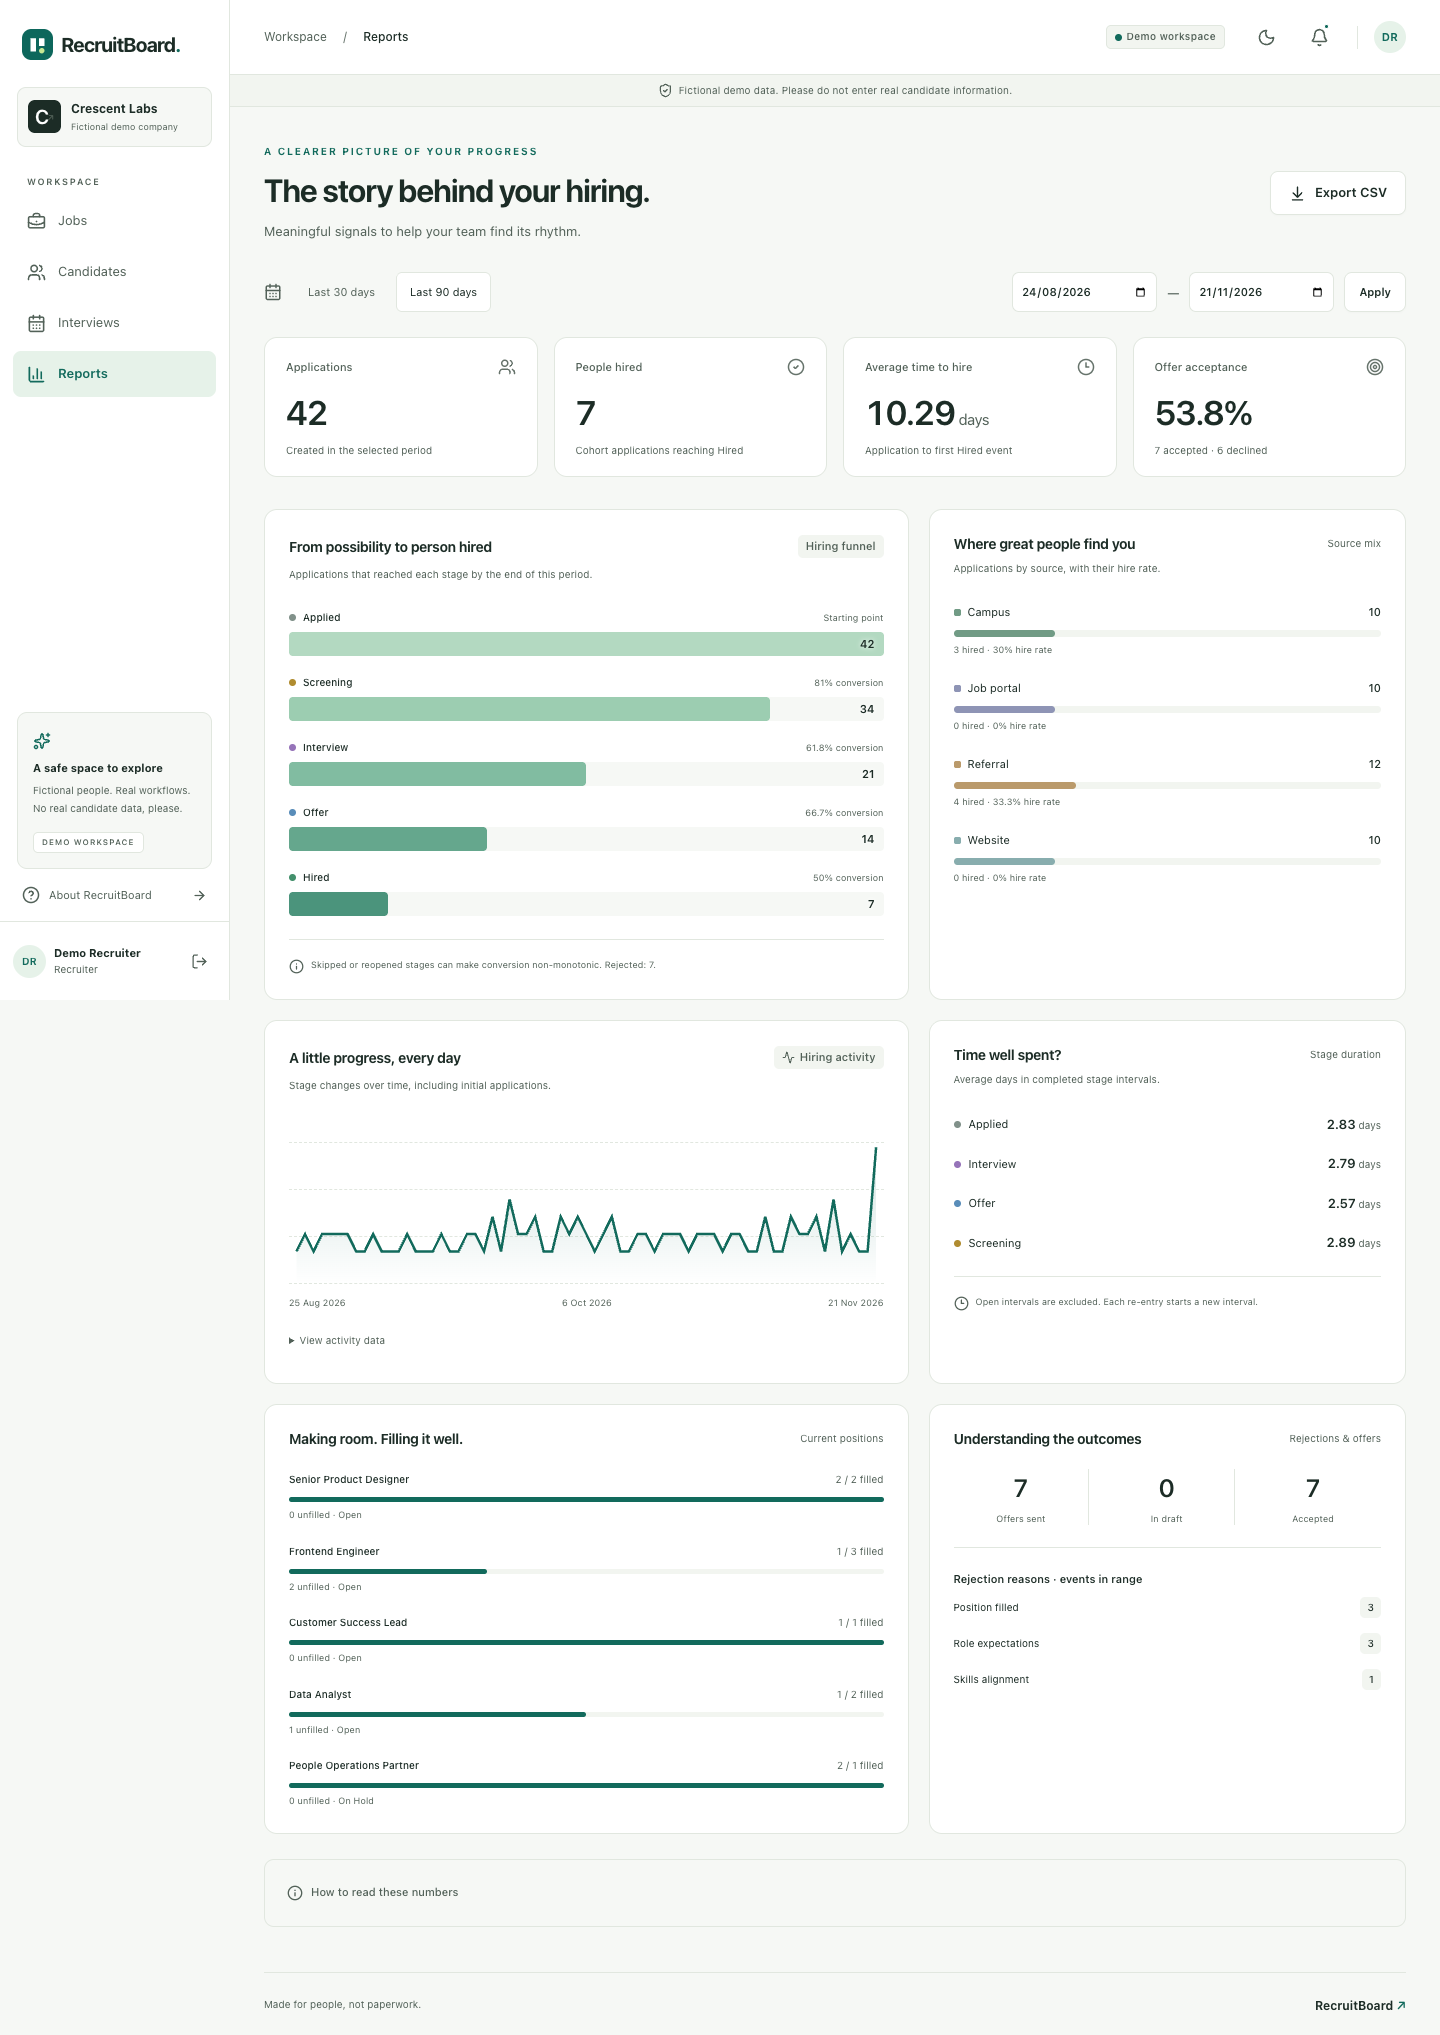 RecruitBoard.
Crescent Labs
Fictional demo company
WORKSPACE
Jobs
Candidates
Interviews
Reports
A safe space to explore
Fictional people. Real workflows.
No real candidate data, please.
DEMO WORKSPACE
About RecruitBoard
DR
Demo Recruiter
Recruiter
Workspace / Reports
Demo workspace
DR
Fictional demo data. Please do not enter real candidate information.
A CLEARER PICTURE OF YOUR PROGRESS
The story behind your hiring.
Meaningful signals to help your team find its rhythm.
Export CSV
Last 30 days
Last 90 days
24/08/2026 — 21/11/2026
Apply
Applications
42
Created in the selected period
People hired
7
Cohort applications reaching Hired
Average time to hire
10.29 days
Application to first Hired event
Offer acceptance
53.8%
7 accepted · 6 declined
From possibility to person hired
Hiring funnel
Applications that reached each stage by the end of this period.
Applied
Starting point
42
Screening
81% conversion
34
Interview
61.8% conversion
21
Offer
66.7% conversion
14
Hired
50% conversion
7
Skipped or reopened stages can make conversion non-monotonic. Rejected: 7.
Where great people find you
Source mix
Applications by source, with their hire rate.
Campus
10
3 hired · 30% hire rate
Job portal
10
0 hired · 0% hire rate
Referral
12
4 hired · 33.3% hire rate
Website
10
0 hired · 0% hire rate
A little progress, every day
Hiring activity
Stage changes over time, including initial applications.
25 Aug 2026
6 Oct 2026
21 Nov 2026
View activity data
Time well spent?
Stage duration
Average days in completed stage intervals.
Applied
2.83 days
Interview
2.79 days
Offer
2.57 days
Screening
2.89 days
Open intervals are excluded. Each re-entry starts a new interval.
Making room. Filling it well.
Current positions
Senior Product Designer
2 / 2 filled
0 unfilled · Open
Frontend Engineer
1 / 3 filled
2 unfilled · Open
Customer Success Lead
1 / 1 filled
0 unfilled · Open
Data Analyst
1 / 2 filled
1 unfilled · Open
People Operations Partner
2 / 1 filled
0 unfilled · On Hold
Understanding the outcomes
Rejections & offers
7
Offers sent
0
In draft
7
Accepted
Rejection reasons · events in range
Position filled
3
Role expectations
3
Skills alignment
1
How to read these numbers
Made for people, not paperwork.
RecruitBoard